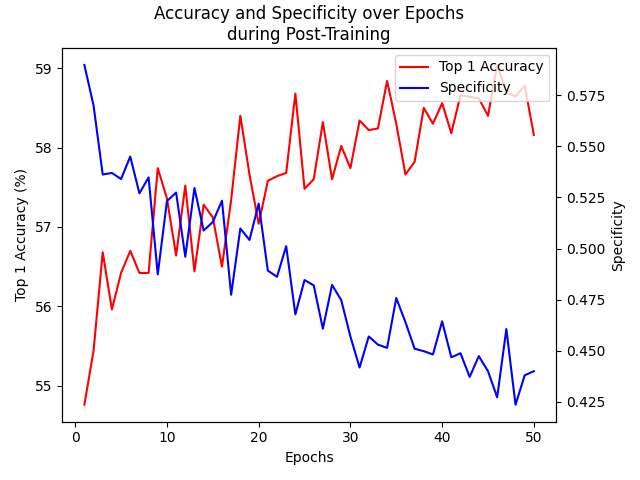 Accuracy and Specificity over Epochs
during Post-Training
Top 1 Accuracy
Specificity
59
58
57
56
55
Top 1 Accuracy (%)
0.575
0.550
0.525
0.500
0.475
0.450
0.425
Specificity
0 10 20 30 40 50
Epochs